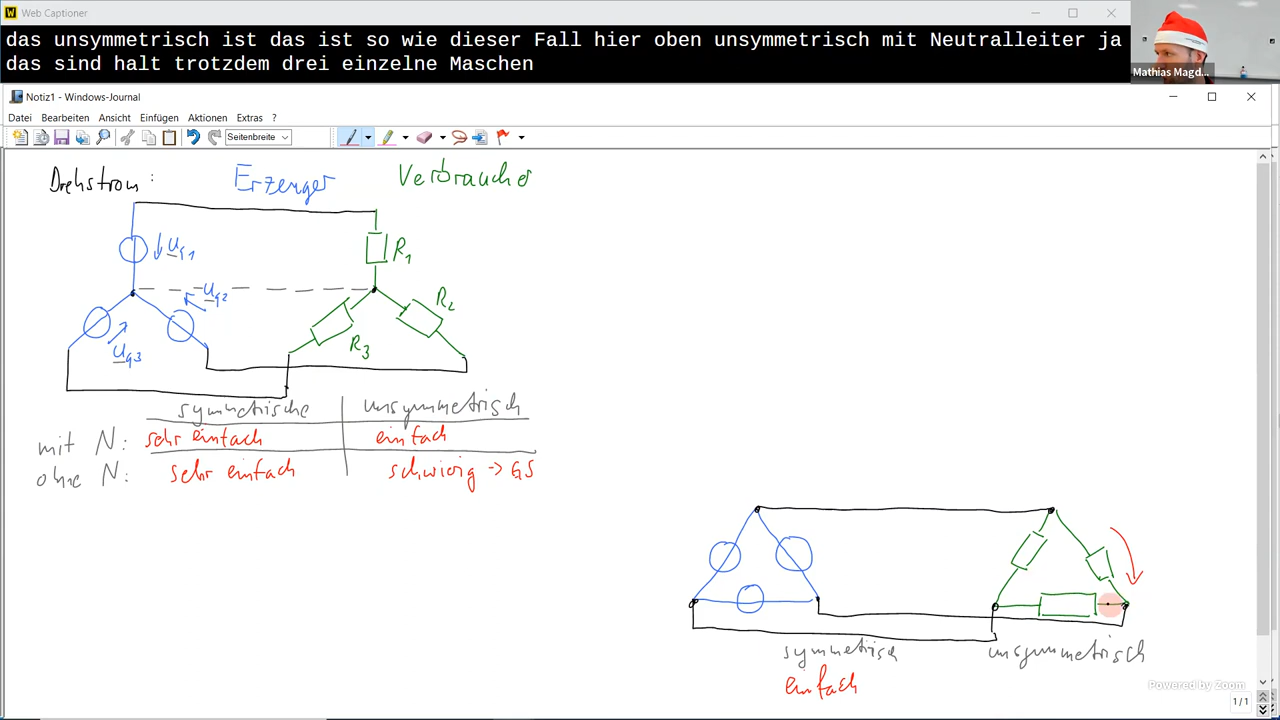 Web Captioner
das unsymmetrisch ist das ist so wie dieser Fall hier oben unsymmetrisch mit Neutralleiter ja
das sind halt trotzdem drei einzelne Maschen
Mathias Magd...
Notiz1 - Windows-Journal
Datei Bearbeiten Ansicht Einfügen Aktionen Extras ?
Seitenbreite
Drehstrom: Erzeuger Verbraucher
U_q1 R_1
U_q2 R_2
U_q3 R_3
symmetrische unsymmetrisch
mit N: sehr einfach einfach
ohne N: sehr einfach schwierig → GS
symmetrisch unsymmetrisch
einfach
Powered by Zoom
1/1